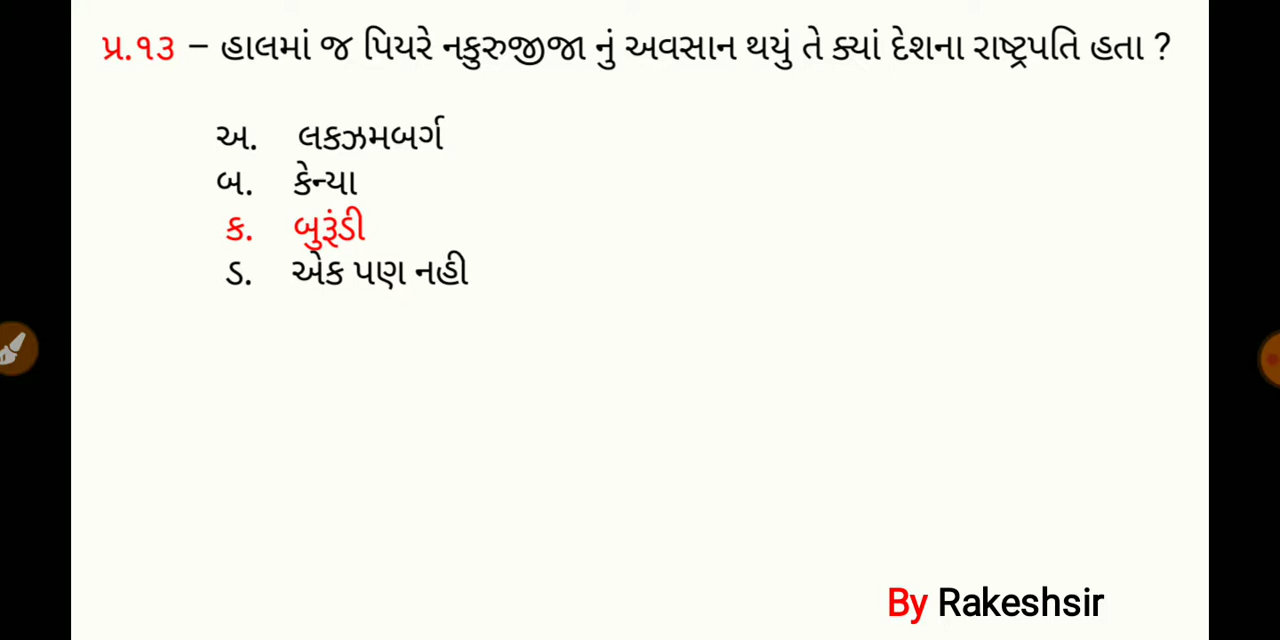 પ્ર.૧૩ – હાલમાં જ પિયરે નકુરુજીજા નું અવસાન થયું તે ક્યાં દેશના રાષ્ટ્રપતિ હતા ?
અ. લકઝમબર્ગ
બ. કેન્યા
ક. બુરૂંડી
ડ. એક પણ નહી
By Rakeshsir